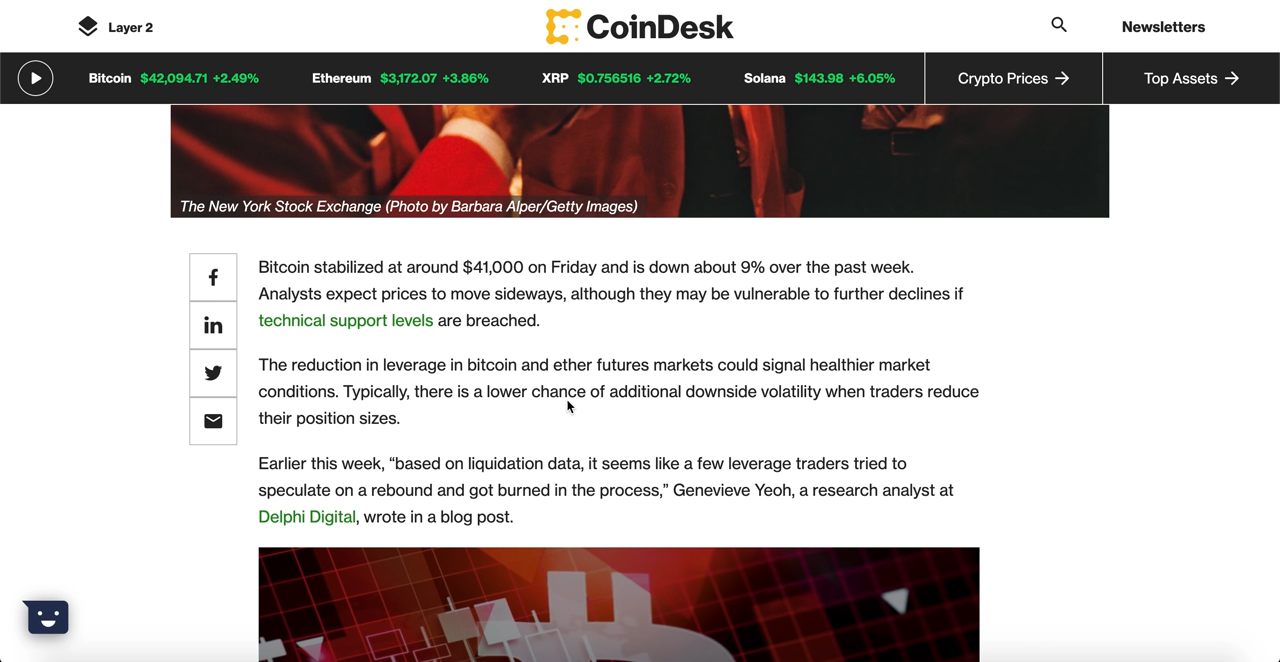 Layer 2
CoinDesk
Newsletters
Bitcoin $42,094.71 +2.49% Ethereum $3,172.07 +3.86% XRP $0.756516 +2.72% Solana $143.98 +6.05% Crypto Prices → Top Assets →
The New York Stock Exchange (Photo by Barbara Alper/Getty Images)
Bitcoin stabilized at around $41,000 on Friday and is down about 9% over the past week.
Analysts expect prices to move sideways, although they may be vulnerable to further declines if
technical support levels are breached.
The reduction in leverage in bitcoin and ether futures markets could signal healthier market
conditions. Typically, there is a lower chance of additional downside volatility when traders reduce
their position sizes.
Earlier this week, “based on liquidation data, it seems like a few leverage traders tried to
speculate on a rebound and got burned in the process,” Genevieve Yeoh, a research analyst at
Delphi Digital, wrote in a blog post.